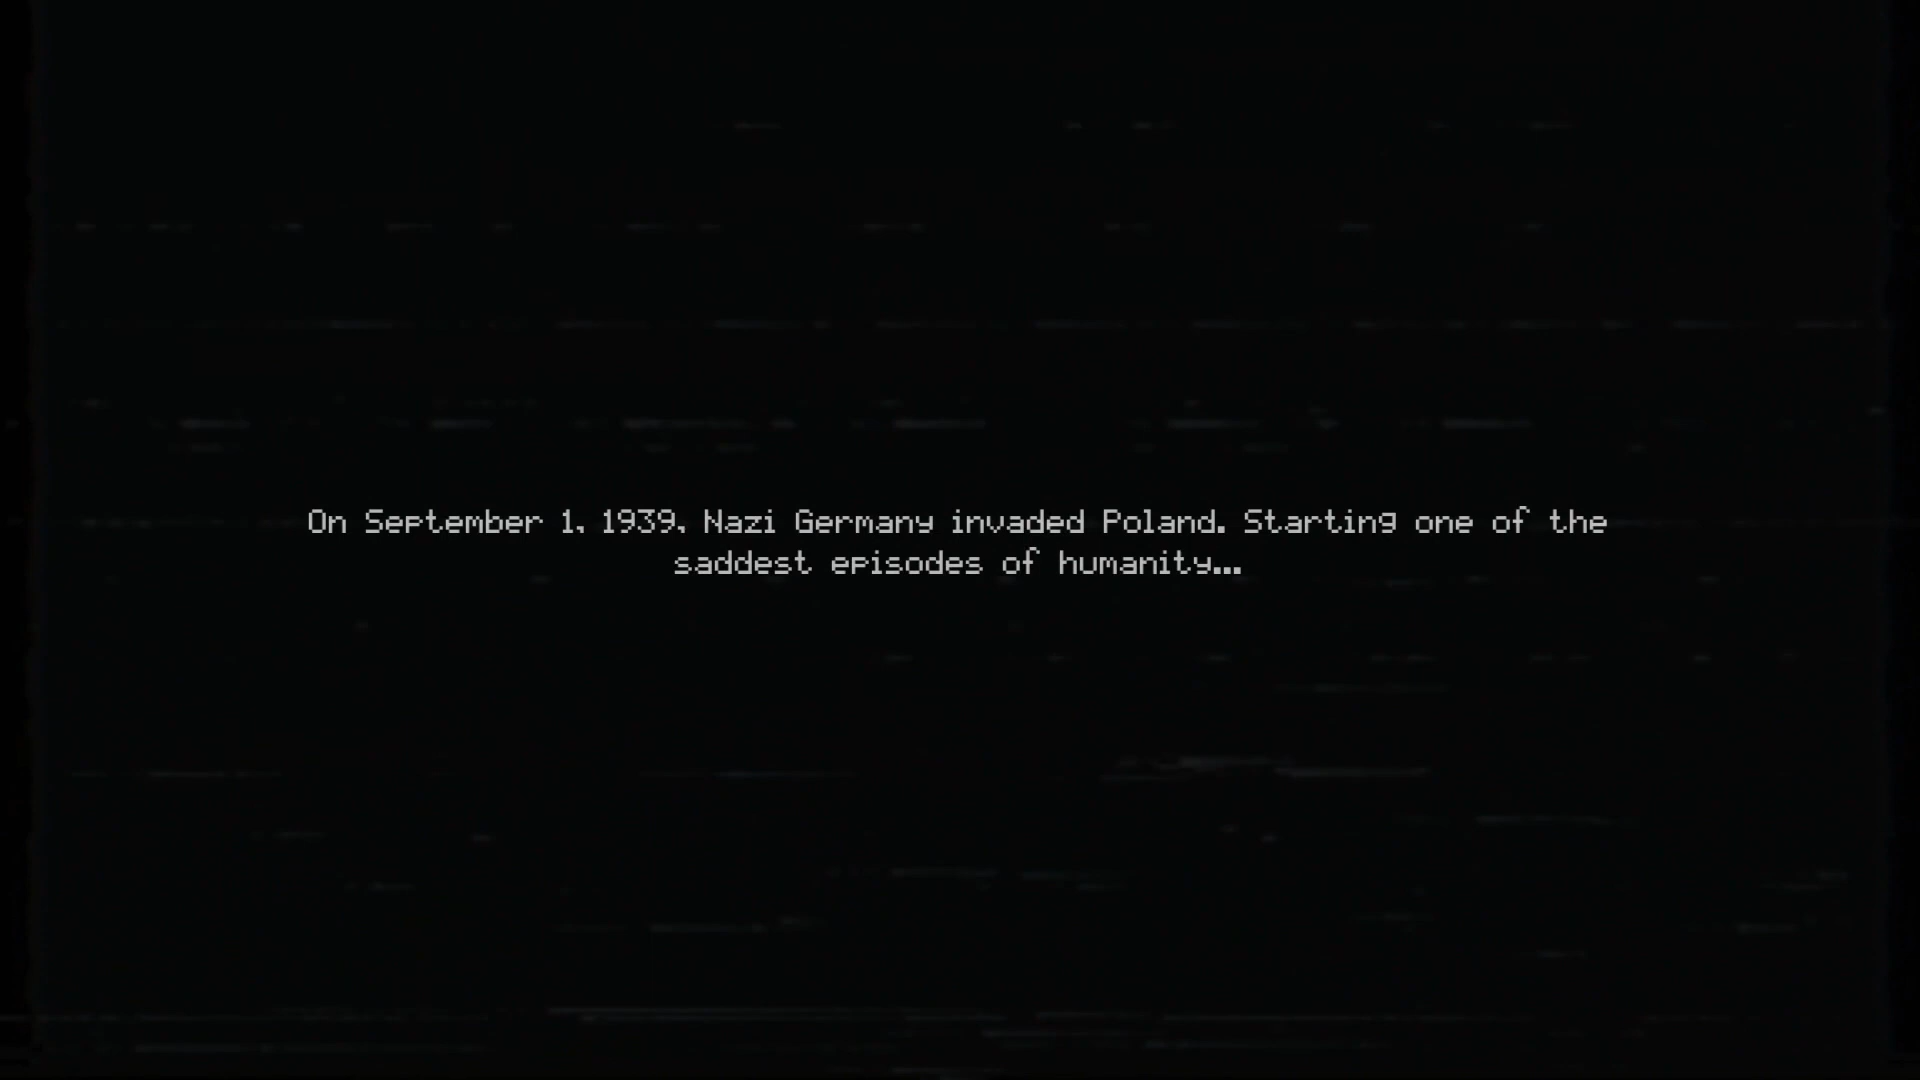 On September 1, 1939, Nazi Germany invaded Poland. Starting one of the
saddest episodes of humanity...